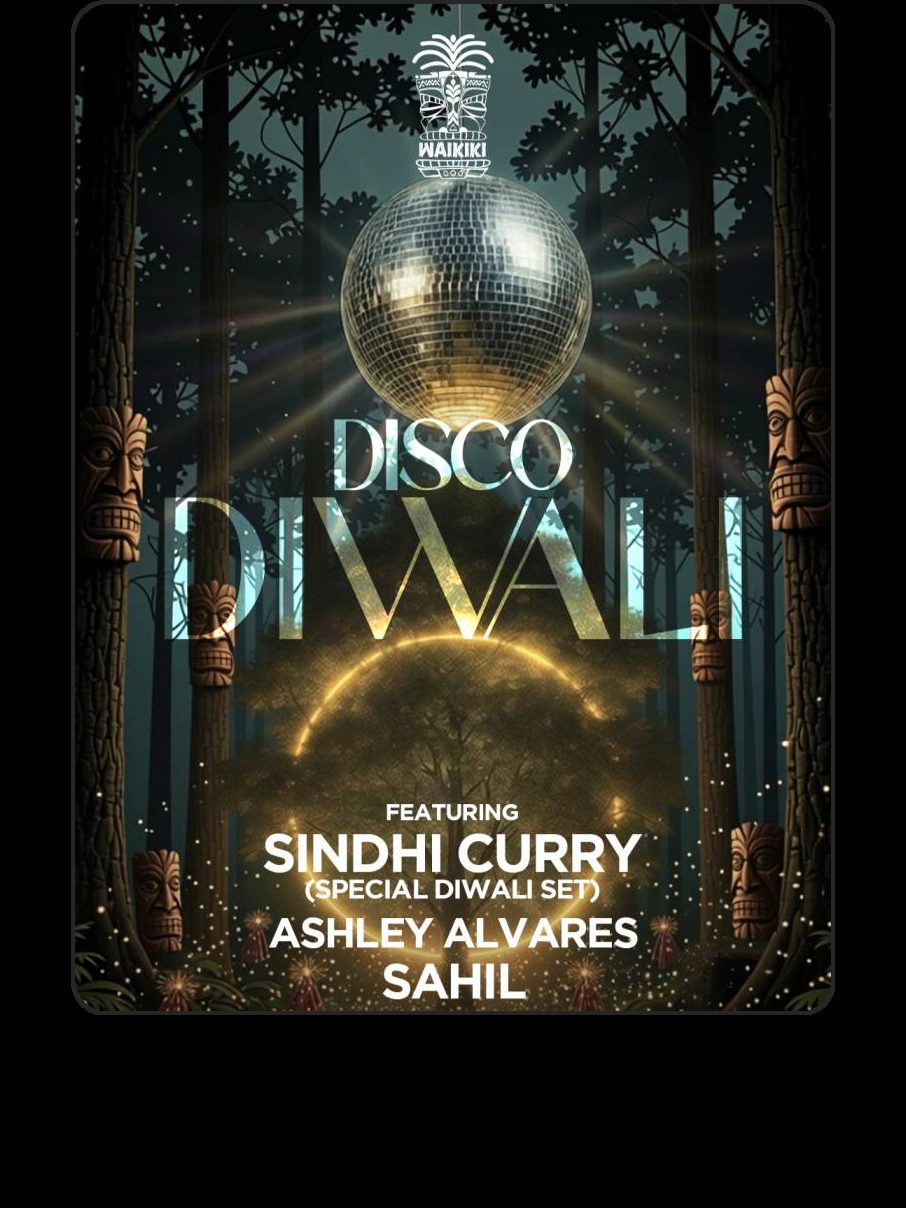 WAIKIKI
DISCO
DIWALI
FEATURING
SINDHI CURRY
(SPECIAL DIWALI SET)
ASHLEY ALVARES
SAHIL